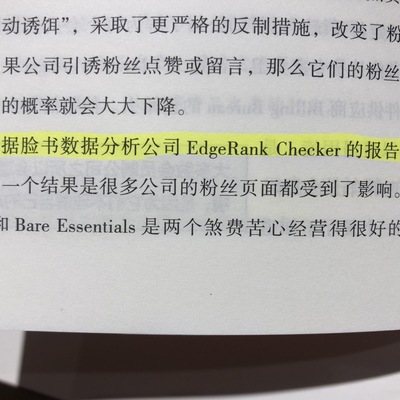 动诱饵”，采取了更严格的反制措施，改变了粉
果公司引诱粉丝点赞或留言，那么它们的粉丝
的概率就会大大下降。
据脸书数据分析公司 EdgeRank Checker 的报告
一个结果是很多公司的粉丝页面都受到了影响。
和 Bare Essentials 是两个煞费苦心经营得很好的